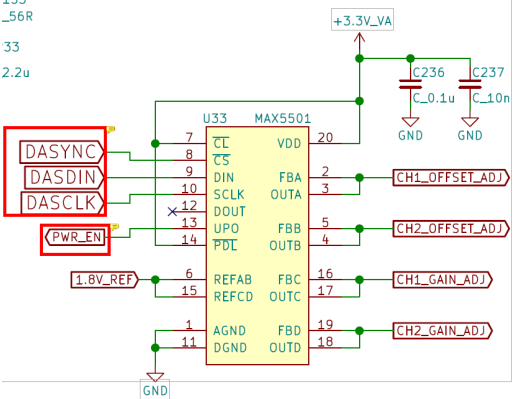 _56R
+3.3V_VA
33
2.2u
C236
C237
C_0.1u
C_10n
GND
GND
U33
MAX5501
7
CL
VDD
20
DASYNC
8
CS
DASDIN
9
DIN
FBA
2
CH1_OFFSET_ADJ
DASCLK
10
SCLK
OUTA
3
12
DOUT
PWR_EN
13
UPO
FBB
5
CH2_OFFSET_ADJ
14
PDL
OUTB
4
1.8V_REF
6
REFAB
FBC
16
CH1_GAIN_ADJ
15
REFCD
OUTC
17
1
AGND
FBD
19
CH2_GAIN_ADJ
11
DGND
OUTD
18
GND